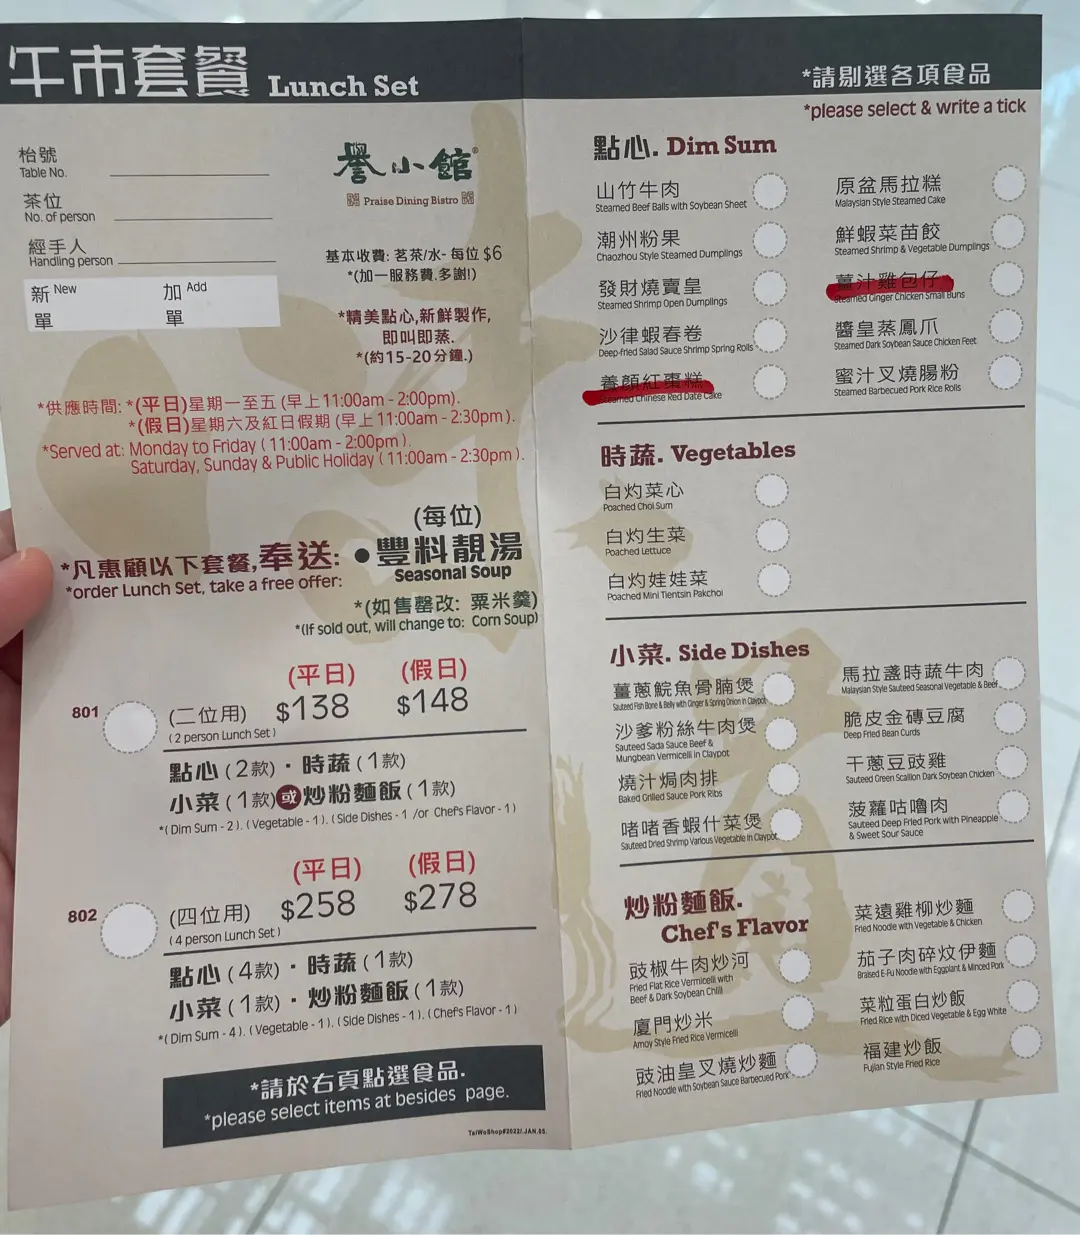 午市套餐 Lunch Set
枱號
Table No.
茶位
No. of person
經手人
Handling person
新 New
單
加 Add
單
譽小館®
Praise Dining Bistro
基本收費: 茗茶/水- 每位 $6
*(加一服務費.多謝!)
*精美點心,新鮮製作,
即叫即蒸.
*(約15-20分鐘.)
*供應時間: *(平日)星期一至五 (早上11:00am - 2:00pm).
*(假日)星期六及紅日假期 (早上11:00am - 2:30pm).
*Served at: Monday to Friday ( 11:00am - 2:00pm ).
Saturday, Sunday & Public Holiday ( 11:00am - 2:30pm ).
(每位)
*凡惠顧以下套餐,奉送: •豐料靚湯
*order Lunch Set, take a free offer:
Seasonal Soup
*(如售罄改: 粟米羹)
*(If sold out, will change to: Corn Soup)
(平日) (假日)
801 (二位用) $138 $148
( 2 person Lunch Set )
點心 (2款)·時蔬 (1款)
小菜 (1款)或炒粉麵飯 (1款)
*( Dim Sum - 2 ). ( Vegetable - 1 ). ( Side Dishes - 1 /or Chef's Flavor - 1 )
(平日) (假日)
802 (四位用) $258 $278
( 4 person Lunch Set )
點心 (4款)·時蔬 (1款)
小菜 (1款)·炒粉麵飯 (1款)
*( Dim Sum - 4 ). ( Vegetable - 1 ). ( Side Dishes - 1 ). ( Chef's Flavor - 1 )
*請於右頁點選食品.
*please select items at besides page.
TaiWoShop#2022/.JAN.05.
*請剔選各項食品
*please select & write a tick
點心. Dim Sum
山竹牛肉
Steamed Beef Balls with Soybean Sheet
潮州粉果
Chaozhou Style Steamed Dumplings
發財燒賣皇
Steamed Shrimp Open Dumplings
沙律蝦春卷
Deep-fried Salad Sauce Shrimp Spring Rolls
養顏紅棗糕
Steamed Chinese Red Date Cake
原盆馬拉糕
Malaysian Style Steamed Cake
鮮蝦菜苗餃
Steamed Shrimp & Vegetable Dumplings
薑汁雞包仔
Steamed Ginger Chicken Small Buns
醬皇蒸鳳爪
Steamed Dark Soybean Sauce Chicken Feet
蜜汁叉燒腸粉
Steamed Barbecued Pork Rice Rolls
時蔬. Vegetables
白灼菜心
Poached Choi Sum
白灼生菜
Poached Lettuce
白灼娃娃菜
Poached Mini Tientsin Pakchoi
小菜. Side Dishes
薑蔥鯇魚骨腩煲
Sauteed Fish Bone & Belly with Ginger & Spring Onion in Claypot
沙爹粉絲牛肉煲
Sauteed Sada Sauce Beef &
Mungbean Vermicelli in Claypot
燒汁焗肉排
Baked Grilled Sauce Pork Ribs
啫啫香蝦什菜煲
Sauteed Dried Shrimp Various Vegetable in Claypot
馬拉盞時蔬牛肉
Malaysian Style Sauteed Seasonal Vegetable & Beef
脆皮金磚豆腐
Deep Fried Bean Curds
干蔥豆豉雞
Sauteed Green Scallion Dark Soybean Chicken
菠蘿咕嚕肉
Sauteed Deep Fried Pork with Pineapple
& Sweet Sour Sauce
炒粉麵飯.
Chef's Flavor
豉椒牛肉炒河
Fried Flat Rice Vermicelli with
Beef & Dark Soybean Chilli
廈門炒米
Amoy Style Fried Rice Vermicelli
豉油皇叉燒炒麵
Fried Noodle with Soybean Sauce Barbecued Pork
菜遠雞柳炒麵
Fried Noodle with Vegetable & Chicken
茄子肉碎炆伊麵
Braised E-Fu Noodle with Eggplant & Minced Pork
菜粒蛋白炒飯
Fried Rice with Diced Vegetable & Egg White
福建炒飯
Fujian Style Fried Rice